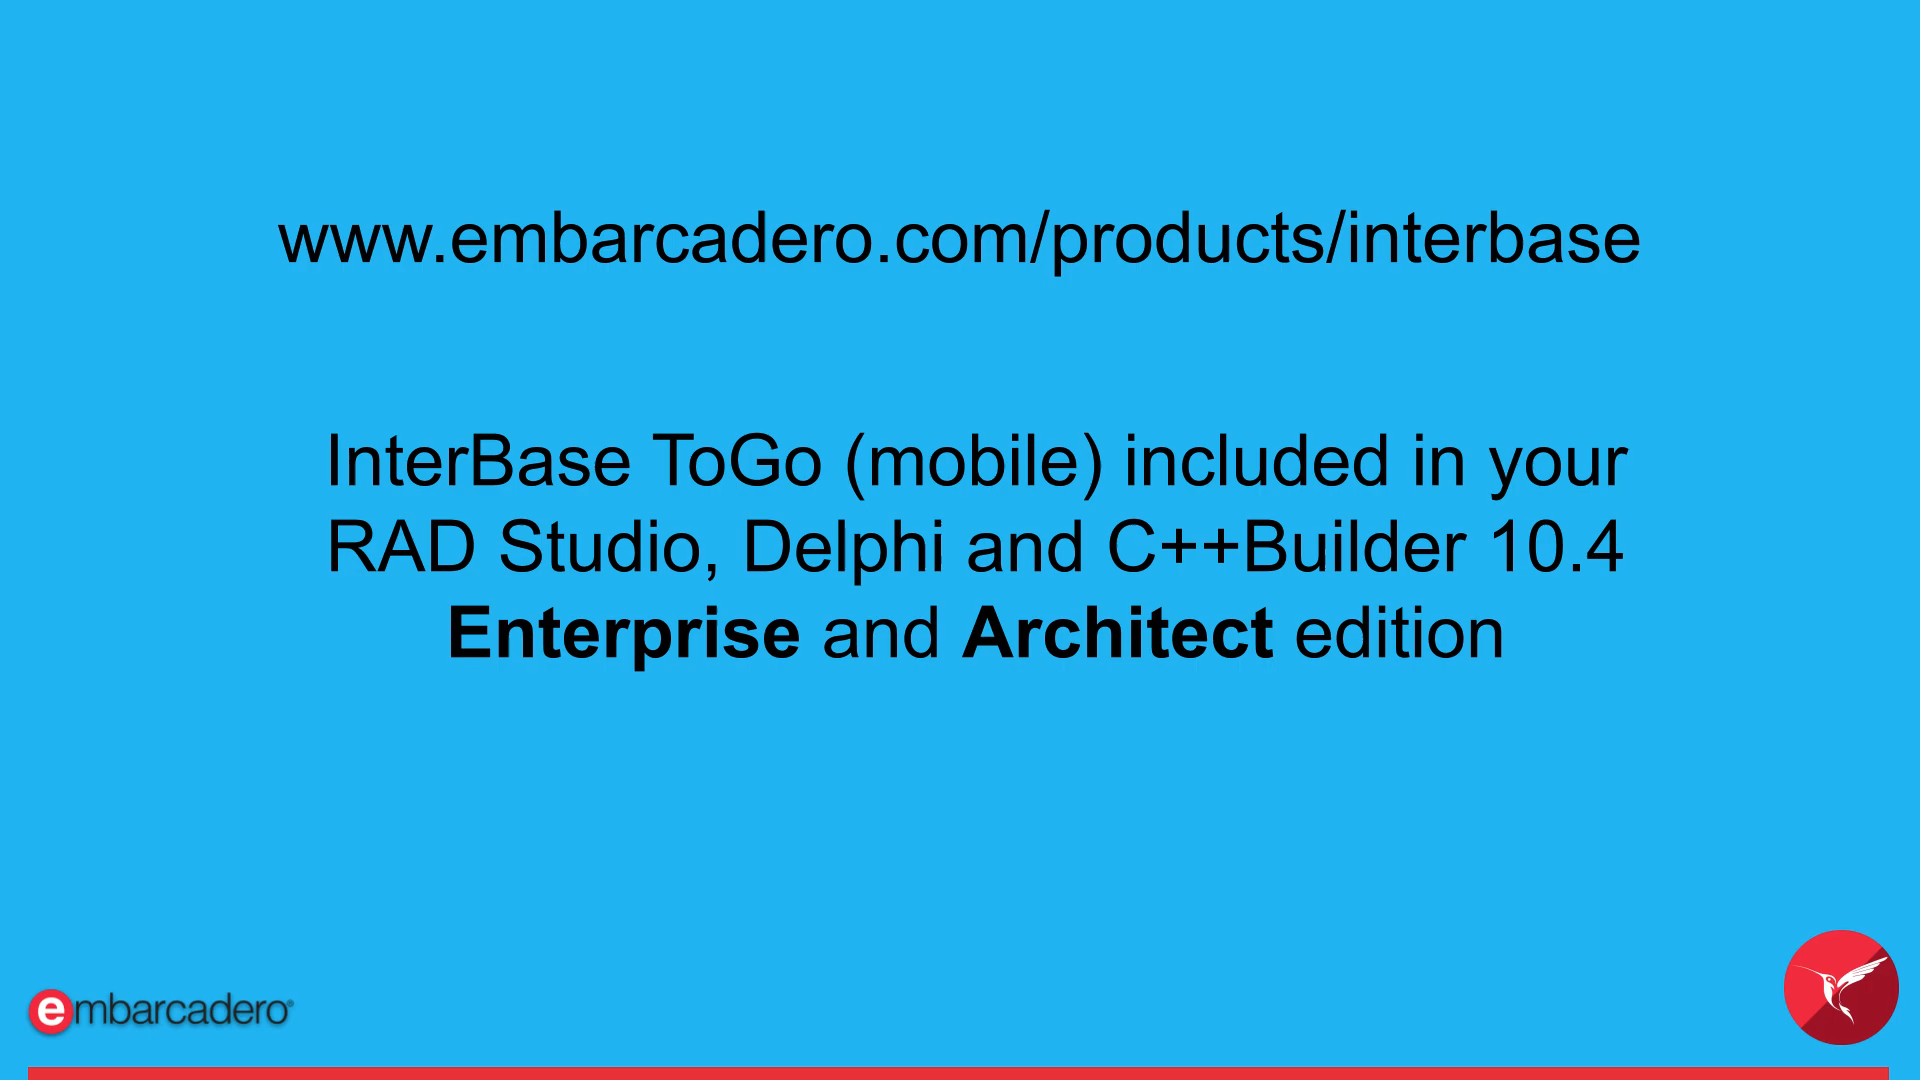 www.embarcadero.com/products/interbase
InterBase ToGo (mobile) included in your
RAD Studio, Delphi and C++Builder 10.4
Enterprise and Architect edition
embarcadero®